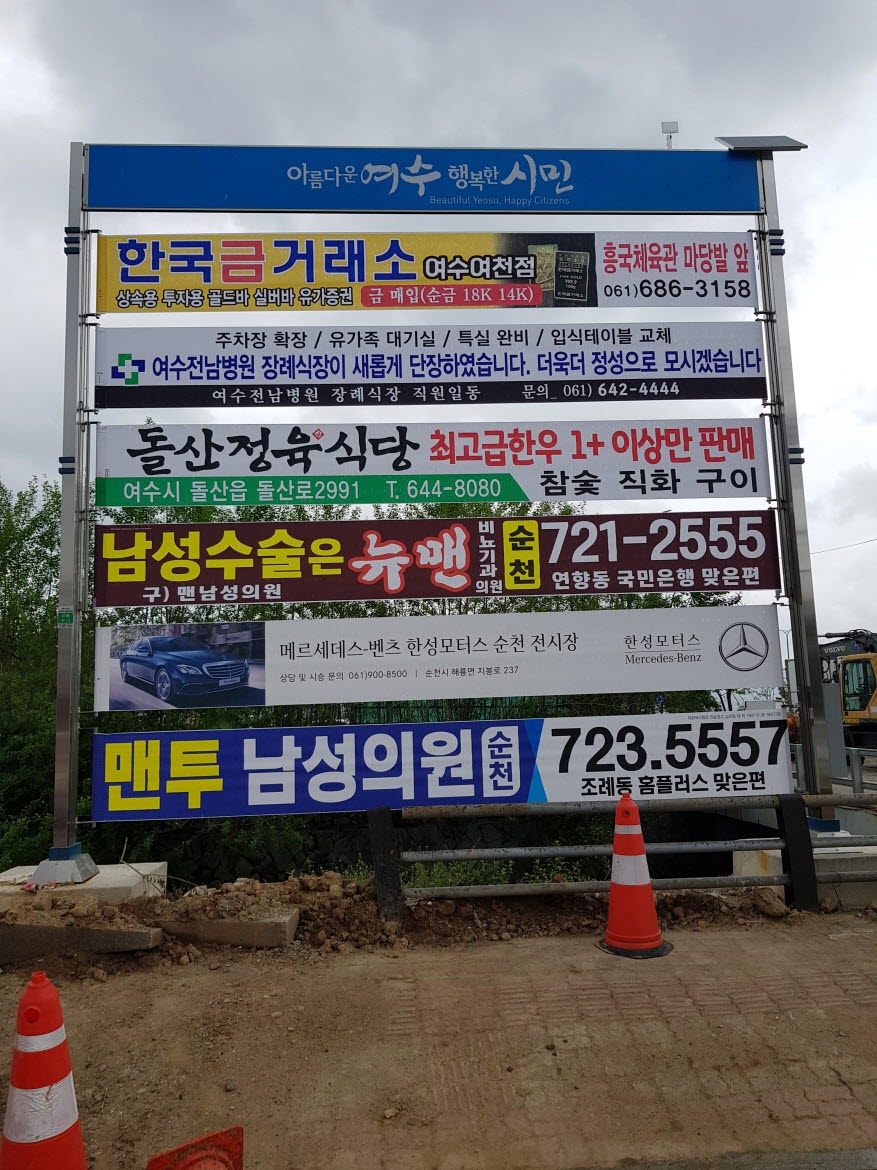 아름다운 여수 행복한 시민
Beautiful Yeosu, Happy Citizens
한국금거래소 여수여천점
상속용 투자용 골드바 실버바 유가증권 금 매입(순금 18K 14K)
흥국체육관 마당발 앞
061)686-3158
주차장 확장 / 유가족 대기실 / 특실 완비 / 입식테이블 교체
여수전남병원 장례식장이 새롭게 단장하였습니다. 더욱더 정성으로 모시겠습니다
여수전남병원 장례식장 직원일동 문의_ 061) 642-4444
돌산정육식당 최고급한우 1+ 이상만 판매
여수시 돌산읍 돌산로2991 T. 644-8080 참숯 직화 구이
남성수술은 뉴맨 비뇨기과의원 순천 721-2555
구) 맨남성의원 연향동 국민은행 맞은편
메르세데스-벤츠 한성모터스 순천 전시장
상담 및 시승 문의 061)900-8500 | 순천시 해룡면 지봉로 237
한성모터스
Mercedes-Benz
맨투 남성의원 순천 723.5557
조례동 홈플러스 맞은편
VOLVO